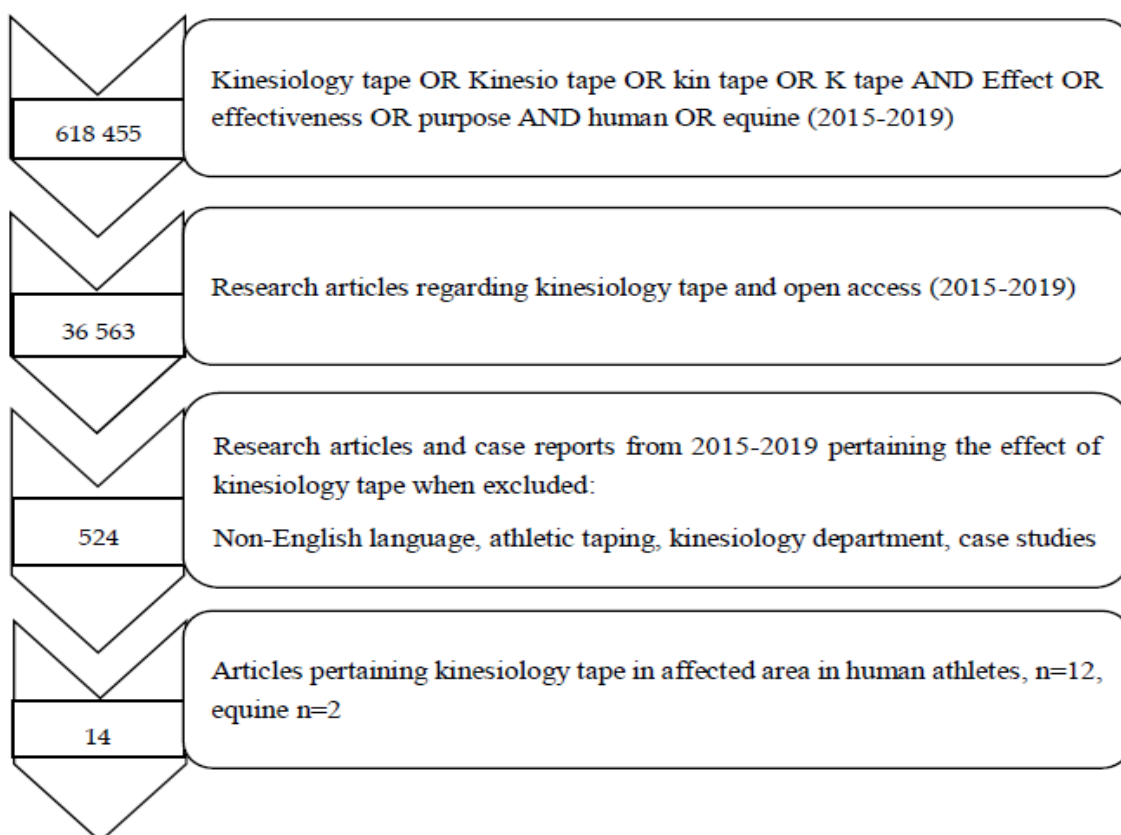 Kinesiology tape OR Kinesio tape OR kin tape OR K tape AND Effect OR
effectiveness OR purpose AND human OR equine (2015-2019)
618 455
Research articles regarding kinesiology tape and open access (2015-2019)
36 563
Research articles and case reports from 2015-2019 pertaining the effect of
kinesiology tape when excluded:
Non-English language, athletic taping, kinesiology department, case studies
524
Articles pertaining kinesiology tape in affected area in human athletes, n=12,
equine n=2
14